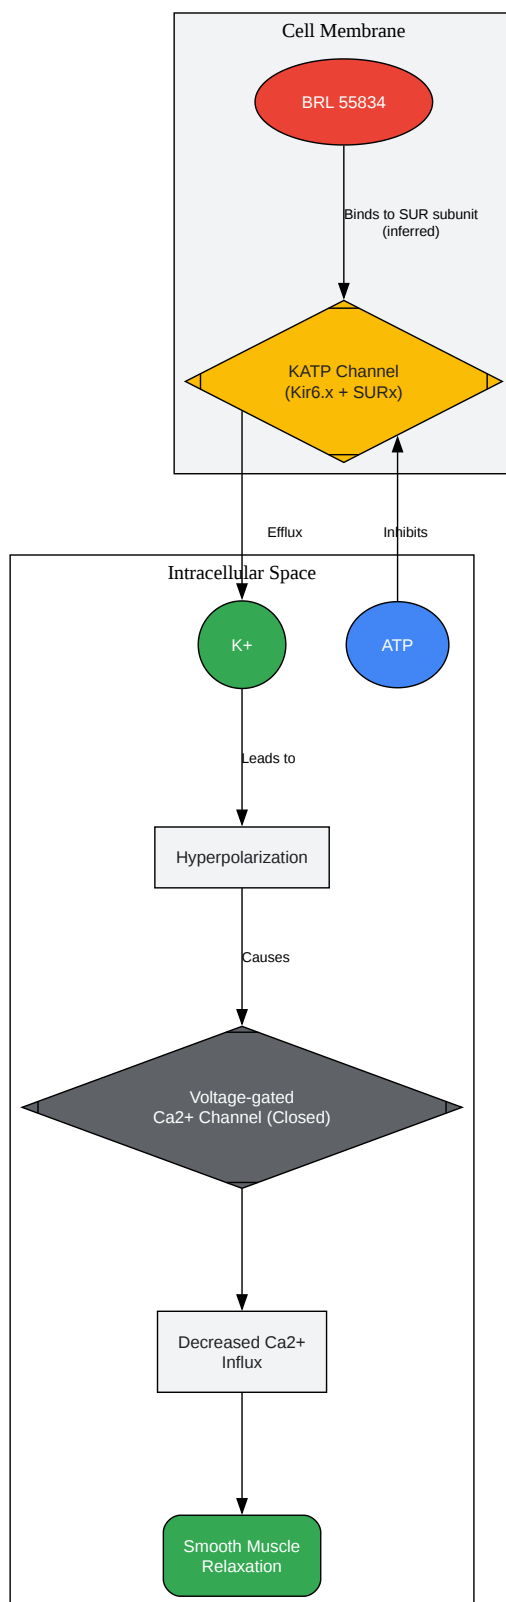 Cell Membrane
BRL 55834
Binds to SUR subunit
(inferred)
KATP Channel
(Kir6.x + SURx)
Efflux
Inhibits
Intracellular Space
K+
ATP
Leads to
Hyperpolarization
Causes
Voltage-gated
Ca2+ Channel (Closed)
Decreased Ca2+
Influx
Smooth Muscle
Relaxation